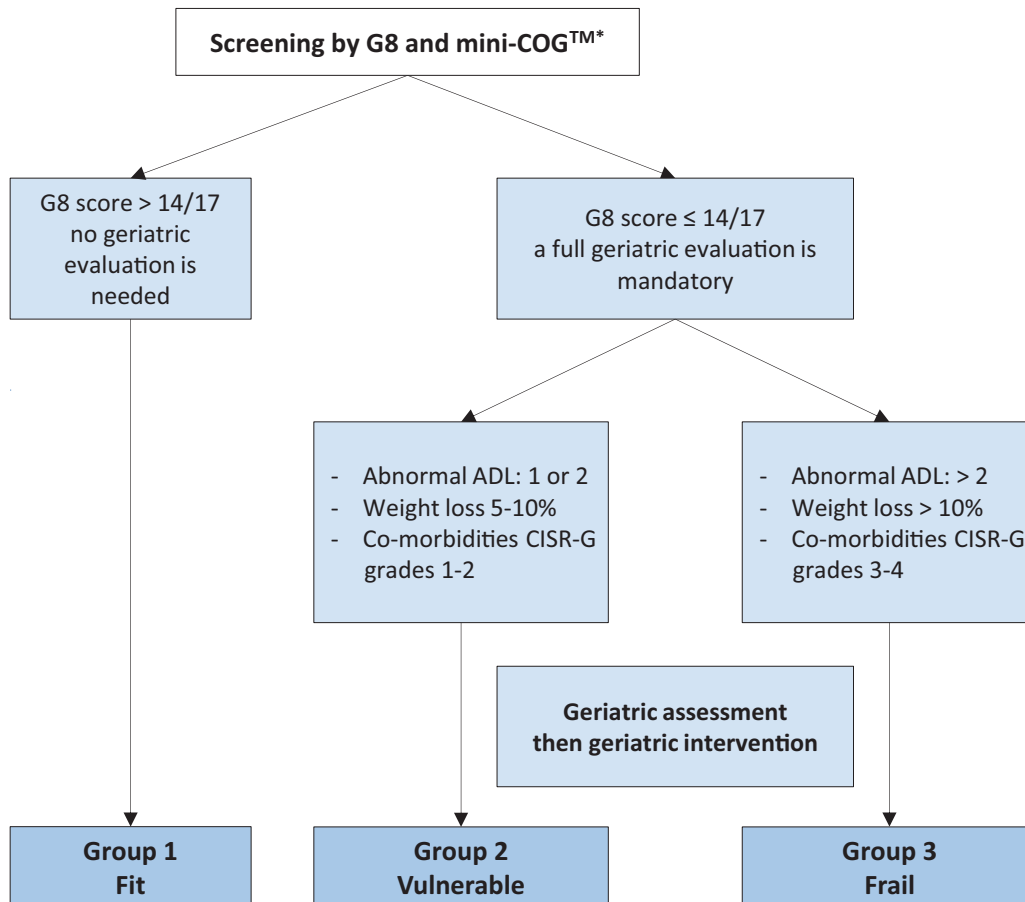 Screening by G8 and mini-COG™*
G8 score > 14/17
no geriatric
evaluation is
needed
G8 score ≤ 14/17
a full geriatric evaluation is
mandatory
- Abnormal ADL: 1 or 2
- Weight loss 5-10%
- Co-morbidities CISR-G
grades 1-2
- Abnormal ADL: > 2
- Weight loss > 10%
- Co-morbidities CISR-G
grades 3-4
Geriatric assessment
then geriatric intervention
Group 1
Fit
Group 2
Vulnerable
Group 3
Frail